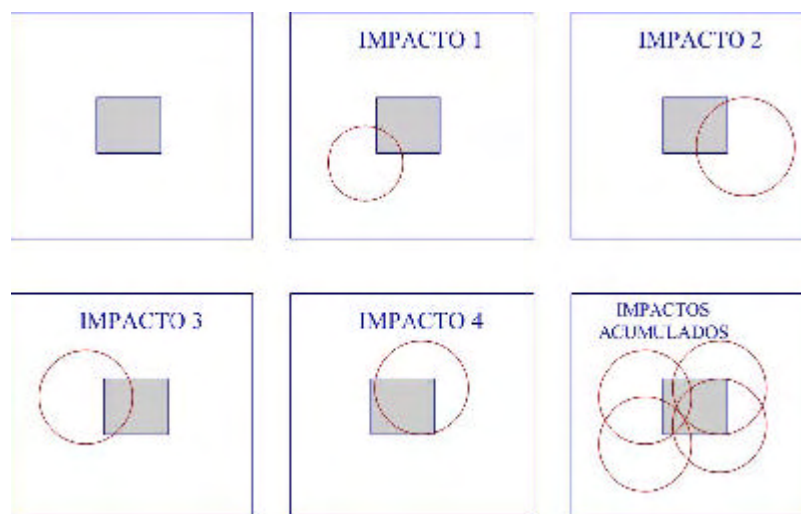 IMPACTO 1
IMPACTO 2
IMPACTO 3
IMPACTO 4
IMPACTOS
ACUMULADOS